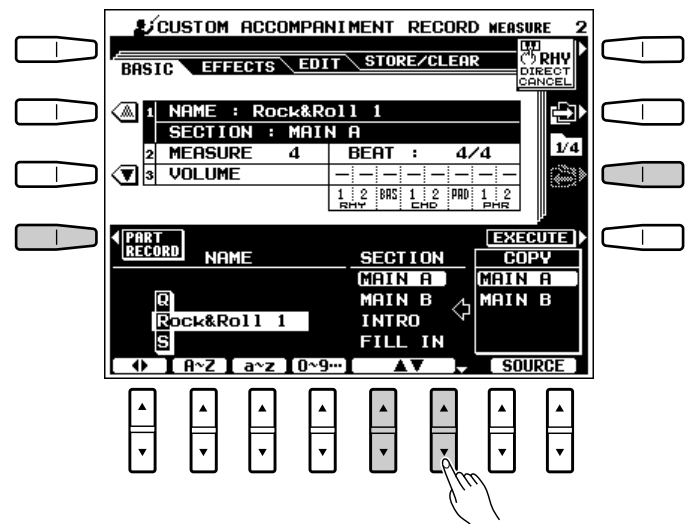 CUSTOM ACCOMPANIMENT RECORD MEASURE 2
BASIC EFFECTS EDIT STORE/CLEAR
RHY
DIRECT
CANCEL
1 NAME : Rock&Roll 1
SECTION : MAIN A
2 MEASURE 4 BEAT : 4/4
1/4
3 VOLUME - - - - - - - -
1 2 BAS 1 2 PAD 1 2
RHY CHD PHR
PART
RECORD
EXECUTE
NAME SECTION COPY
MAIN A MAIN A
Q MAIN B MAIN B
Rock&Roll 1 INTRO
S FILL IN
A~Z a~z 0~9··· ▲▼ SOURCE